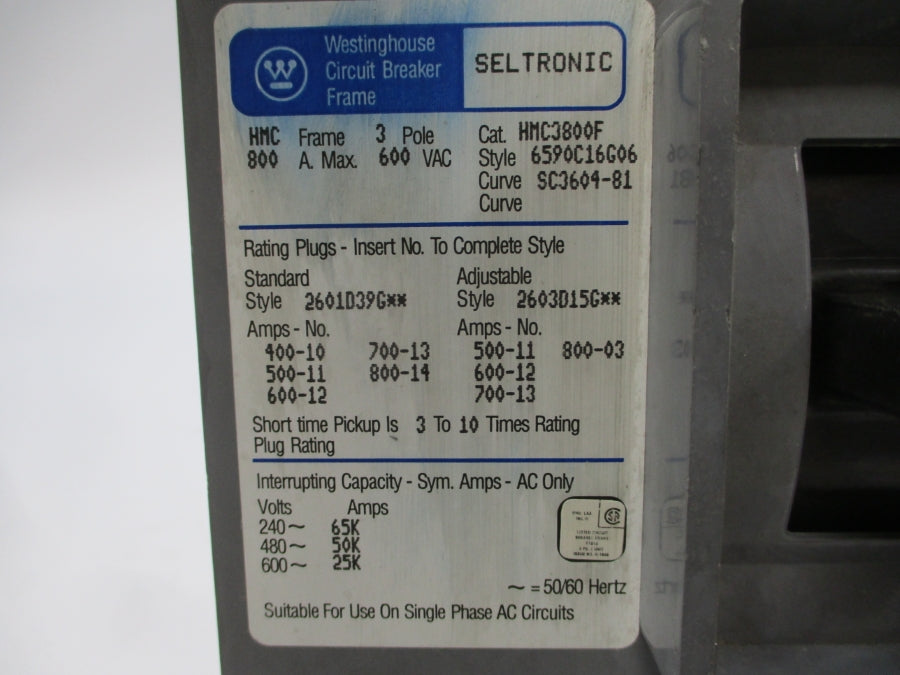 W
Westinghouse
Circuit Breaker
Frame
SELTRONIC
HMC Frame 3 Pole
800 A. Max. 600 VAC
Cat. HMC3800F
Style 6590C16G06
Curve SC3604-81
Curve
Rating Plugs - Insert No. To Complete Style
Standard
Style 2601D39G**
Amps - No.
400-10 700-13
500-11 800-14
600-12
Adjustable
Style 2603D15G**
Amps - No.
500-11 800-03
600-12
700-13
Short time Pickup Is 3 To 10 Times Rating
Plug Rating
Interrupting Capacity - Sym. Amps - AC Only
Volts Amps
240~ 65K
480~ 50K
600~ 25K
~ = 50/60 Hertz
Suitable For Use On Single Phase AC Circuits